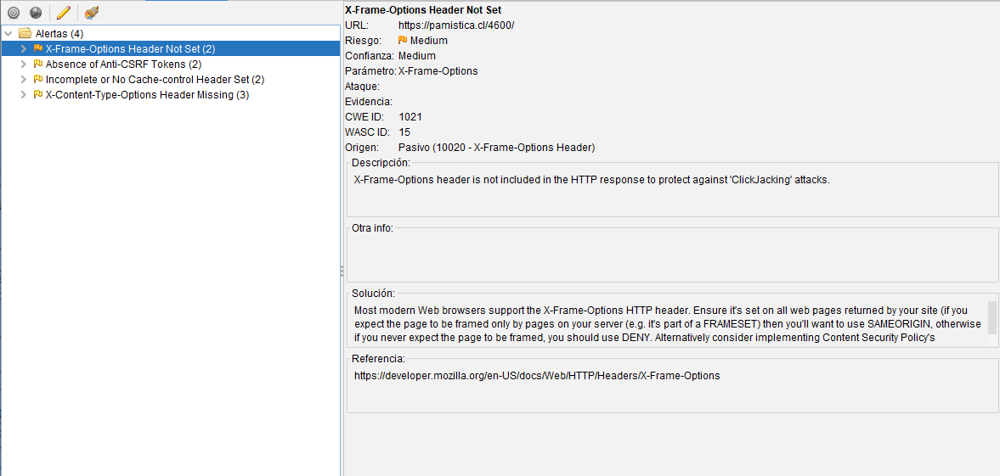 Alertas (4)
X-Frame-Options Header Not Set (2)
Absence of Anti-CSRF Tokens (2)
Incomplete or No Cache-control Header Set (2)
X-Content-Type-Options Header Missing (3)
X-Frame-Options Header Not Set
URL: https://pamistica.cl/4600/
Riesgo: Medium
Confianza: Medium
Parámetro: X-Frame-Options
Ataque:
Evidencia:
CWE ID: 1021
WASC ID: 15
Origen: Pasivo (10020 - X-Frame-Options Header)
Descripción:
X-Frame-Options header is not included in the HTTP response to protect against 'ClickJacking' attacks.
Otra info:
Solución:
Most modern Web browsers support the X-Frame-Options HTTP header. Ensure it's set on all web pages returned by your site (if you
expect the page to be framed only by pages on your server (e.g. it's part of a FRAMESET) then you'll want to use SAMEORIGIN, otherwise
if you never expect the page to be framed, you should use DENY. Alternatively consider implementing Content Security Policy's
Referencia:
https://developer.mozilla.org/en-US/docs/Web/HTTP/Headers/X-Frame-Options